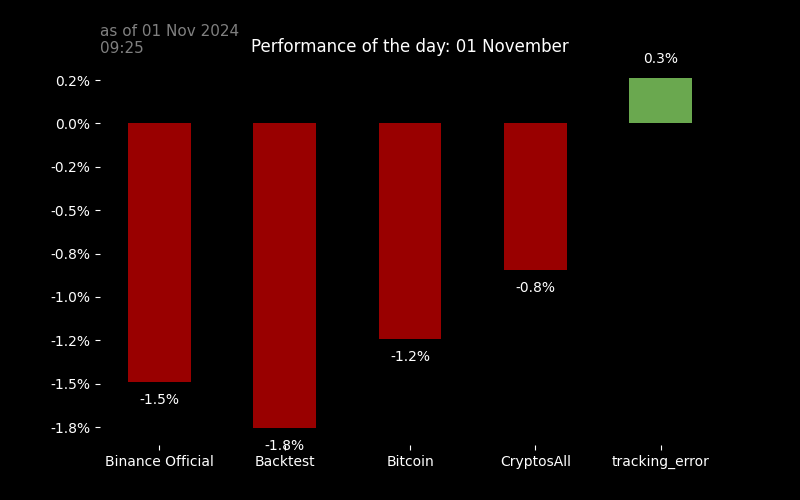 as of 01 Nov 2024
09:25
Performance of the day: 01 November
0.3%
0.2%
0.0%
-0.2%
-0.5%
-0.8%
-1.0%
-1.2%
-1.5%
-1.8%
-1.5%
-1.8%
-1.2%
-0.8%
Binance Official
Backtest
Bitcoin
CryptosAll
tracking_error